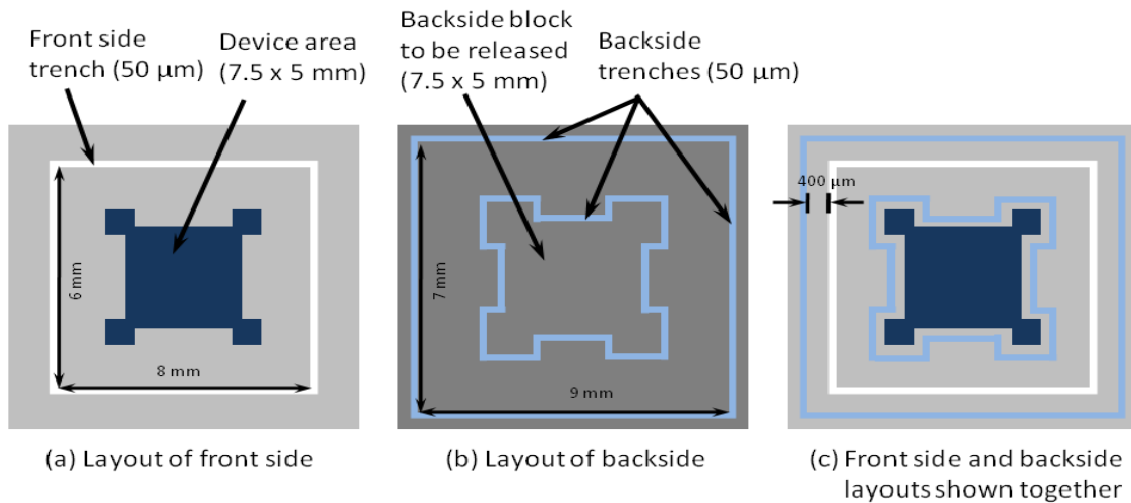 Front side
trench (50 µm)
Device area
(7.5 x 5 mm)
Backside block
to be released
(7.5 x 5 mm)
Backside
trenches (50 µm)
6 mm
8 mm
7 mm
9 mm
400 µm
(a) Layout of front side
(b) Layout of backside
(c) Front side and backside
layouts shown together